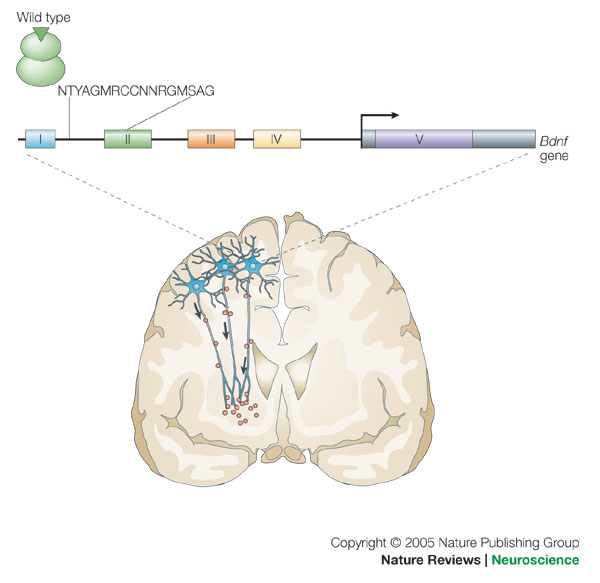 Wild type
NTYAGMRCCNNRGMSAG
I II III IV V
Bdnf
gene
Copyright © 2005 Nature Publishing Group
Nature Reviews | Neuroscience